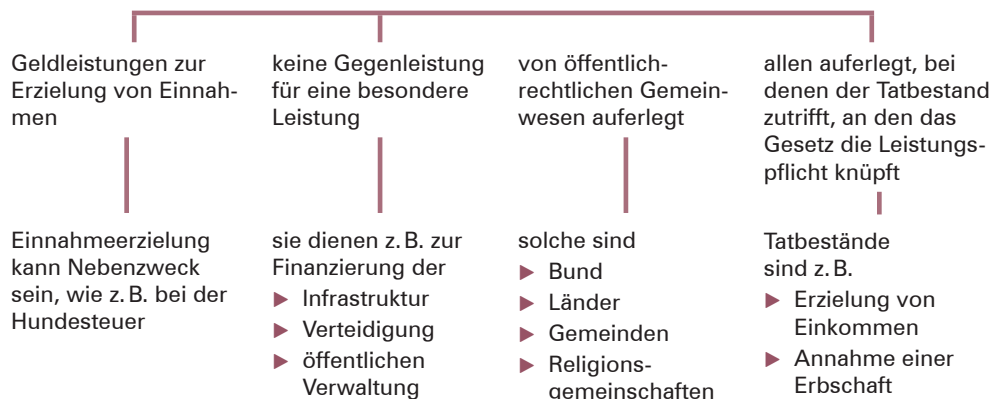 Geldleistungen zur
Erzielung von Einnah-
men
keine Gegenleistung
für eine besondere
Leistung
von öffentlich-
rechtlichen Gemein-
wesen auferlegt
allen auferlegt, bei
denen der Tatbestand
zutrifft, an den das
Gesetz die Leistungs-
pflicht knüpft
Einnahmeerzielung
kann Nebenzweck
sein, wie z. B. bei der
Hundesteuer
sie dienen z. B. zur
Finanzierung der
▶ Infrastruktur
▶ Verteidigung
▶ öffentlichen
Verwaltung
solche sind
▶ Bund
▶ Länder
▶ Gemeinden
▶ Religions-
gemeinschaften
Tatbestände
sind z. B.
▶ Erzielung von
Einkommen
▶ Annahme einer
Erbschaft